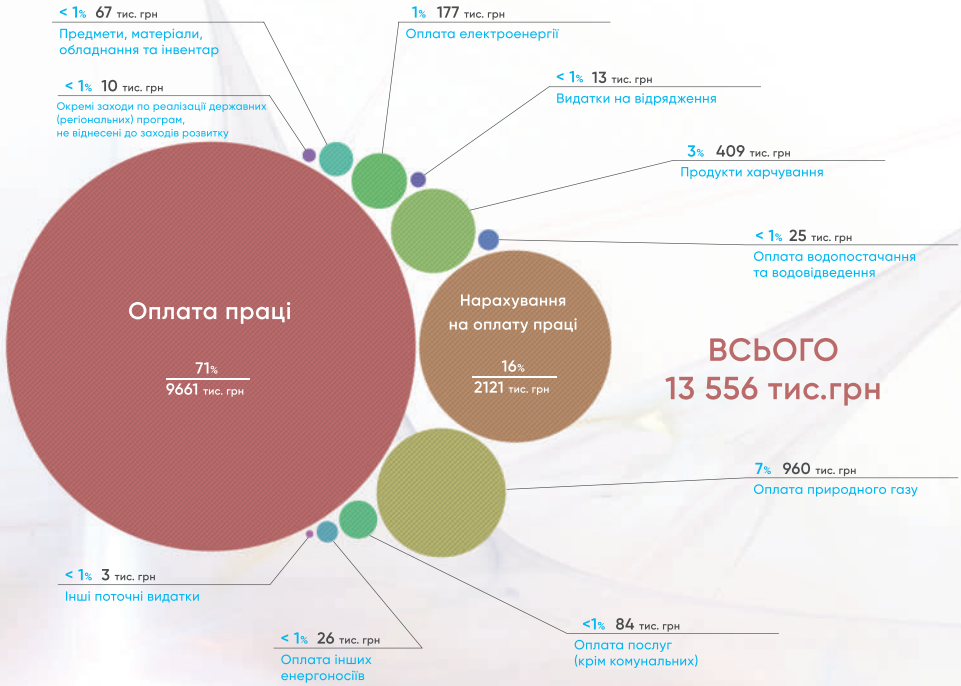 < 1% 67 тис. грн
Предмети, матеріали,
обладнання та інвентар
1% 177 тис. грн
Оплата електроенергії
< 1% 10 тис. грн
Окремі заходи по реалізації державних
(регіональних) програм,
не віднесені до заходів розвитку
< 1% 13 тис. грн
Видатки на відрядження
3% 409 тис. грн
Продукти харчування
< 1% 25 тис. грн
Оплата водопостачання
та водовідведення
Оплата праці
71%
9661 тис. грн
Нарахування
на оплату праці
16%
2121 тис. грн
ВСЬОГО
13 556 тис.грн
7% 960 тис. грн
Оплата природного газу
< 1% 3 тис. грн
Інші поточні видатки
< 1% 26 тис. грн
Оплата інших
енергоносіїв
<1% 84 тис. грн
Оплата послуг
(крім комунальних)